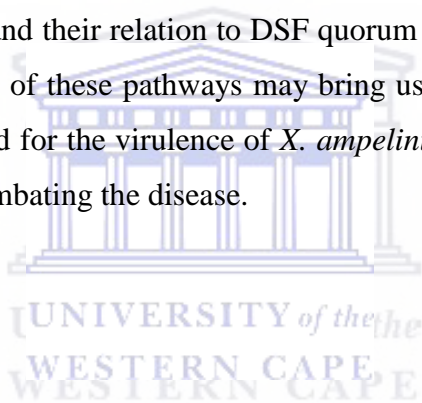 and their relation to DSF quorum
of these pathways may bring us
d for the virulence of X. ampelin
mbating the disease.
UNIVERSITY of the
WESTERN CAPE